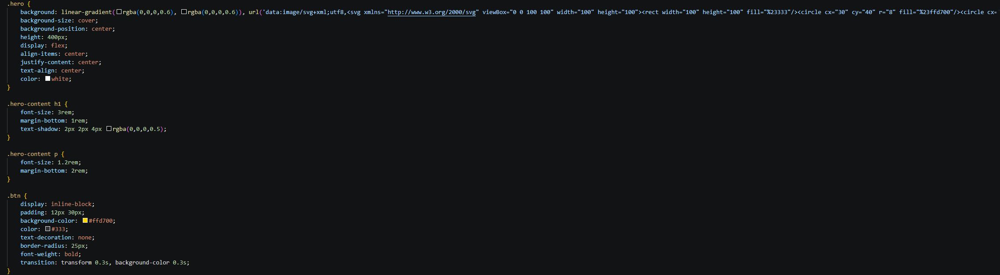 .hero {
    background: linear-gradient(rgba(0,0,0,0.6), rgba(0,0,0,0.6)), url('data:image/svg+xml;utf8,<svg xmlns="http://www.w3.org/2000/svg" viewBox="0 0 100 100" width="100" height="100"><rect width="100" height="100" fill="%23333"/><circle cx="30" cy="40" r="8" fill="%23ffd700"/><circle cx=
    background-size: cover;
    background-position: center;
    height: 400px;
    display: flex;
    align-items: center;
    justify-content: center;
    text-align: center;
    color: white;
}

.hero-content h1 {
    font-size: 3rem;
    margin-bottom: 1rem;
    text-shadow: 2px 2px 4px rgba(0,0,0,0.5);
}

.hero-content p {
    font-size: 1.2rem;
    margin-bottom: 2rem;
}

.btn {
    display: inline-block;
    padding: 12px 30px;
    background-color: #ffd700;
    color: #333;
    text-decoration: none;
    border-radius: 25px;
    font-weight: bold;
    transition: transform 0.3s, background-color 0.3s;
}